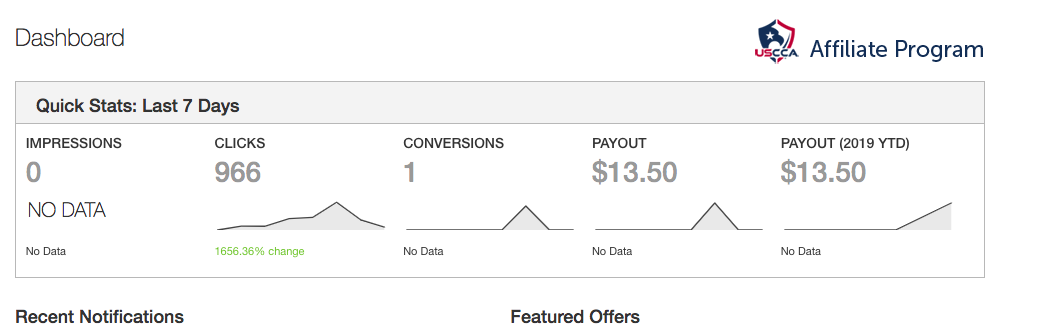 Dashboard
USCCA Affiliate Program
Quick Stats: Last 7 Days
IMPRESSIONS CLICKS CONVERSIONS PAYOUT PAYOUT (2019 YTD)
0 966 1 $13.50 $13.50
NO DATA
No Data 1656.36% change No Data No Data No Data
Recent Notifications Featured Offers